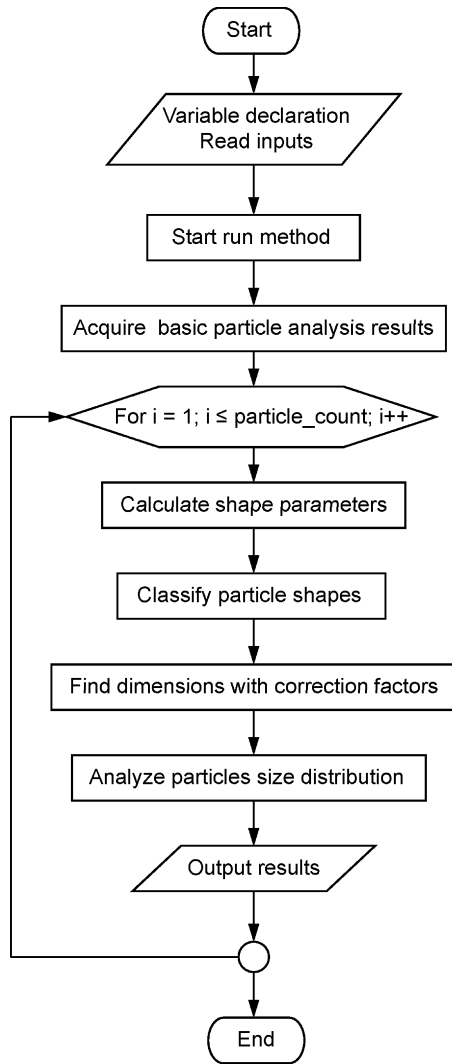 Start
Variable declaration
Read inputs
Start run method
Acquire basic particle analysis results
For i = 1; i ≤ particle_count; i++
Calculate shape parameters
Classify particle shapes
Find dimensions with correction factors
Analyze particles size distribution
Output results
End